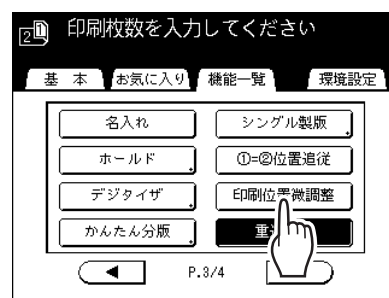 2 1 印刷枚数を入力してください
基本 お気に入り 機能一覧 環境設定
名入れ シングル製版
ホールド ①=②位置追従
デジタイザ 印刷位置微調整
かんたん分版 重
P.3/4